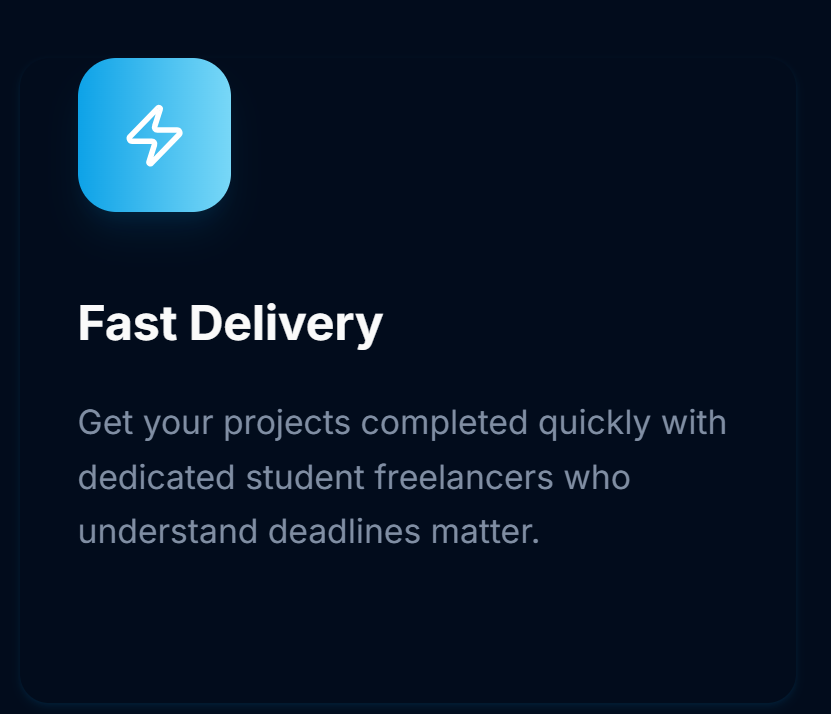 Fast Delivery
Get your projects completed quickly with
dedicated student freelancers who
understand deadlines matter.